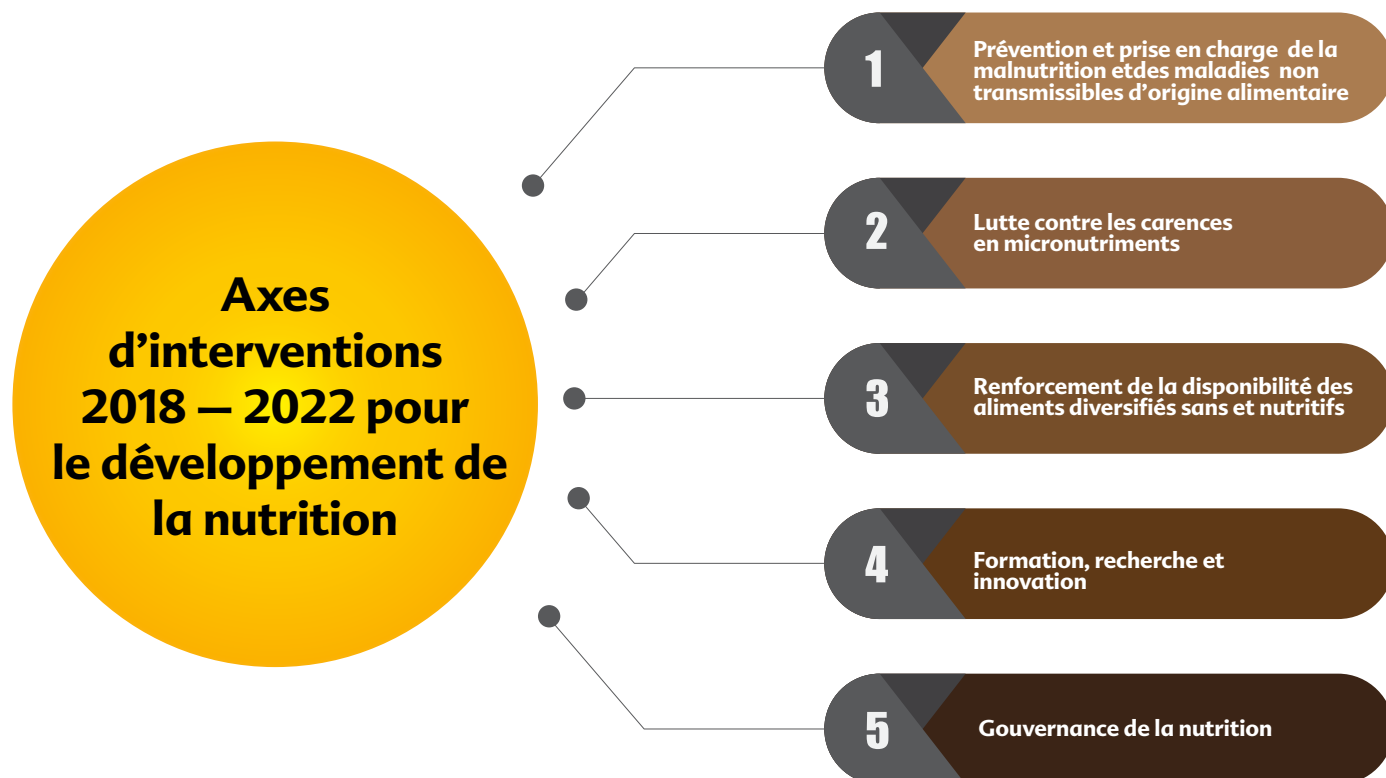 Axes
d’interventions
2018 — 2022 pour
le développement de
la nutrition
1
Prévention et prise en charge de la
malnutrition etdes maladies non
transmissibles d’origine alimentaire
2
Lutte contre les carences
en micronutriments
3
Renforcement de la disponibilité des
aliments diversifiés sans et nutritifs
4
Formation, recherche et
innovation
5
Gouvernance de la nutrition